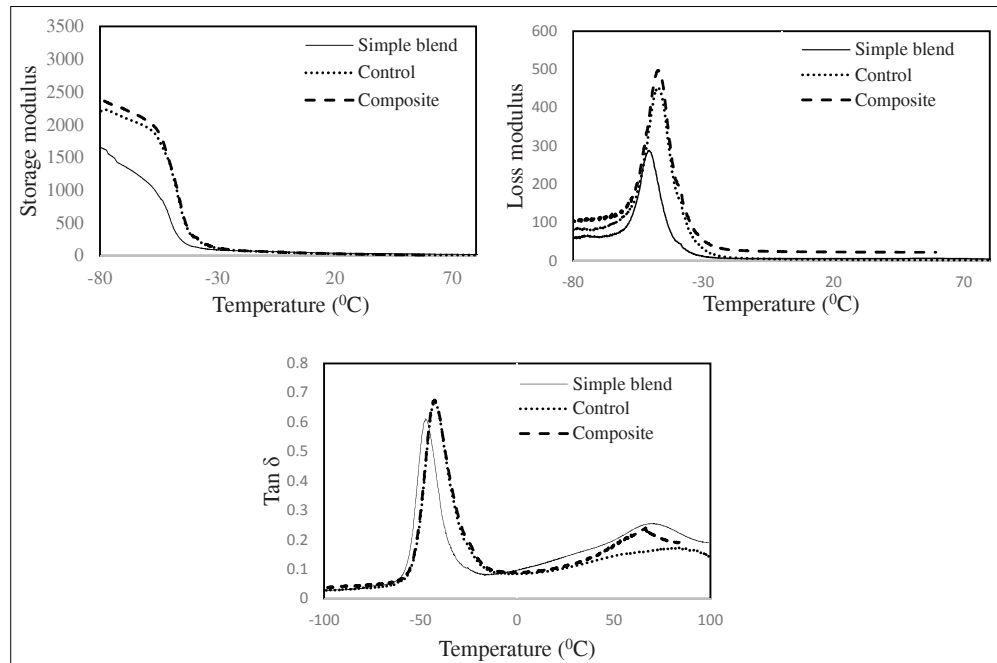 3500
3000
2500
2000
1500
1000
500
0
Storage modulus
Simple blend
Control
Composite
-80 -30 20 70
Temperature (⁰C)
600
500
400
300
200
100
0
Loss modulus
Simple blend
Control
Composite
-80 -30 20 70
Temperature (⁰C)
0.8
0.7
0.6
0.5
0.4
0.3
0.2
0.1
0
Tan δ
Simple blend
Control
Composite
-100 -50 0 50 100
Temperature (⁰C)